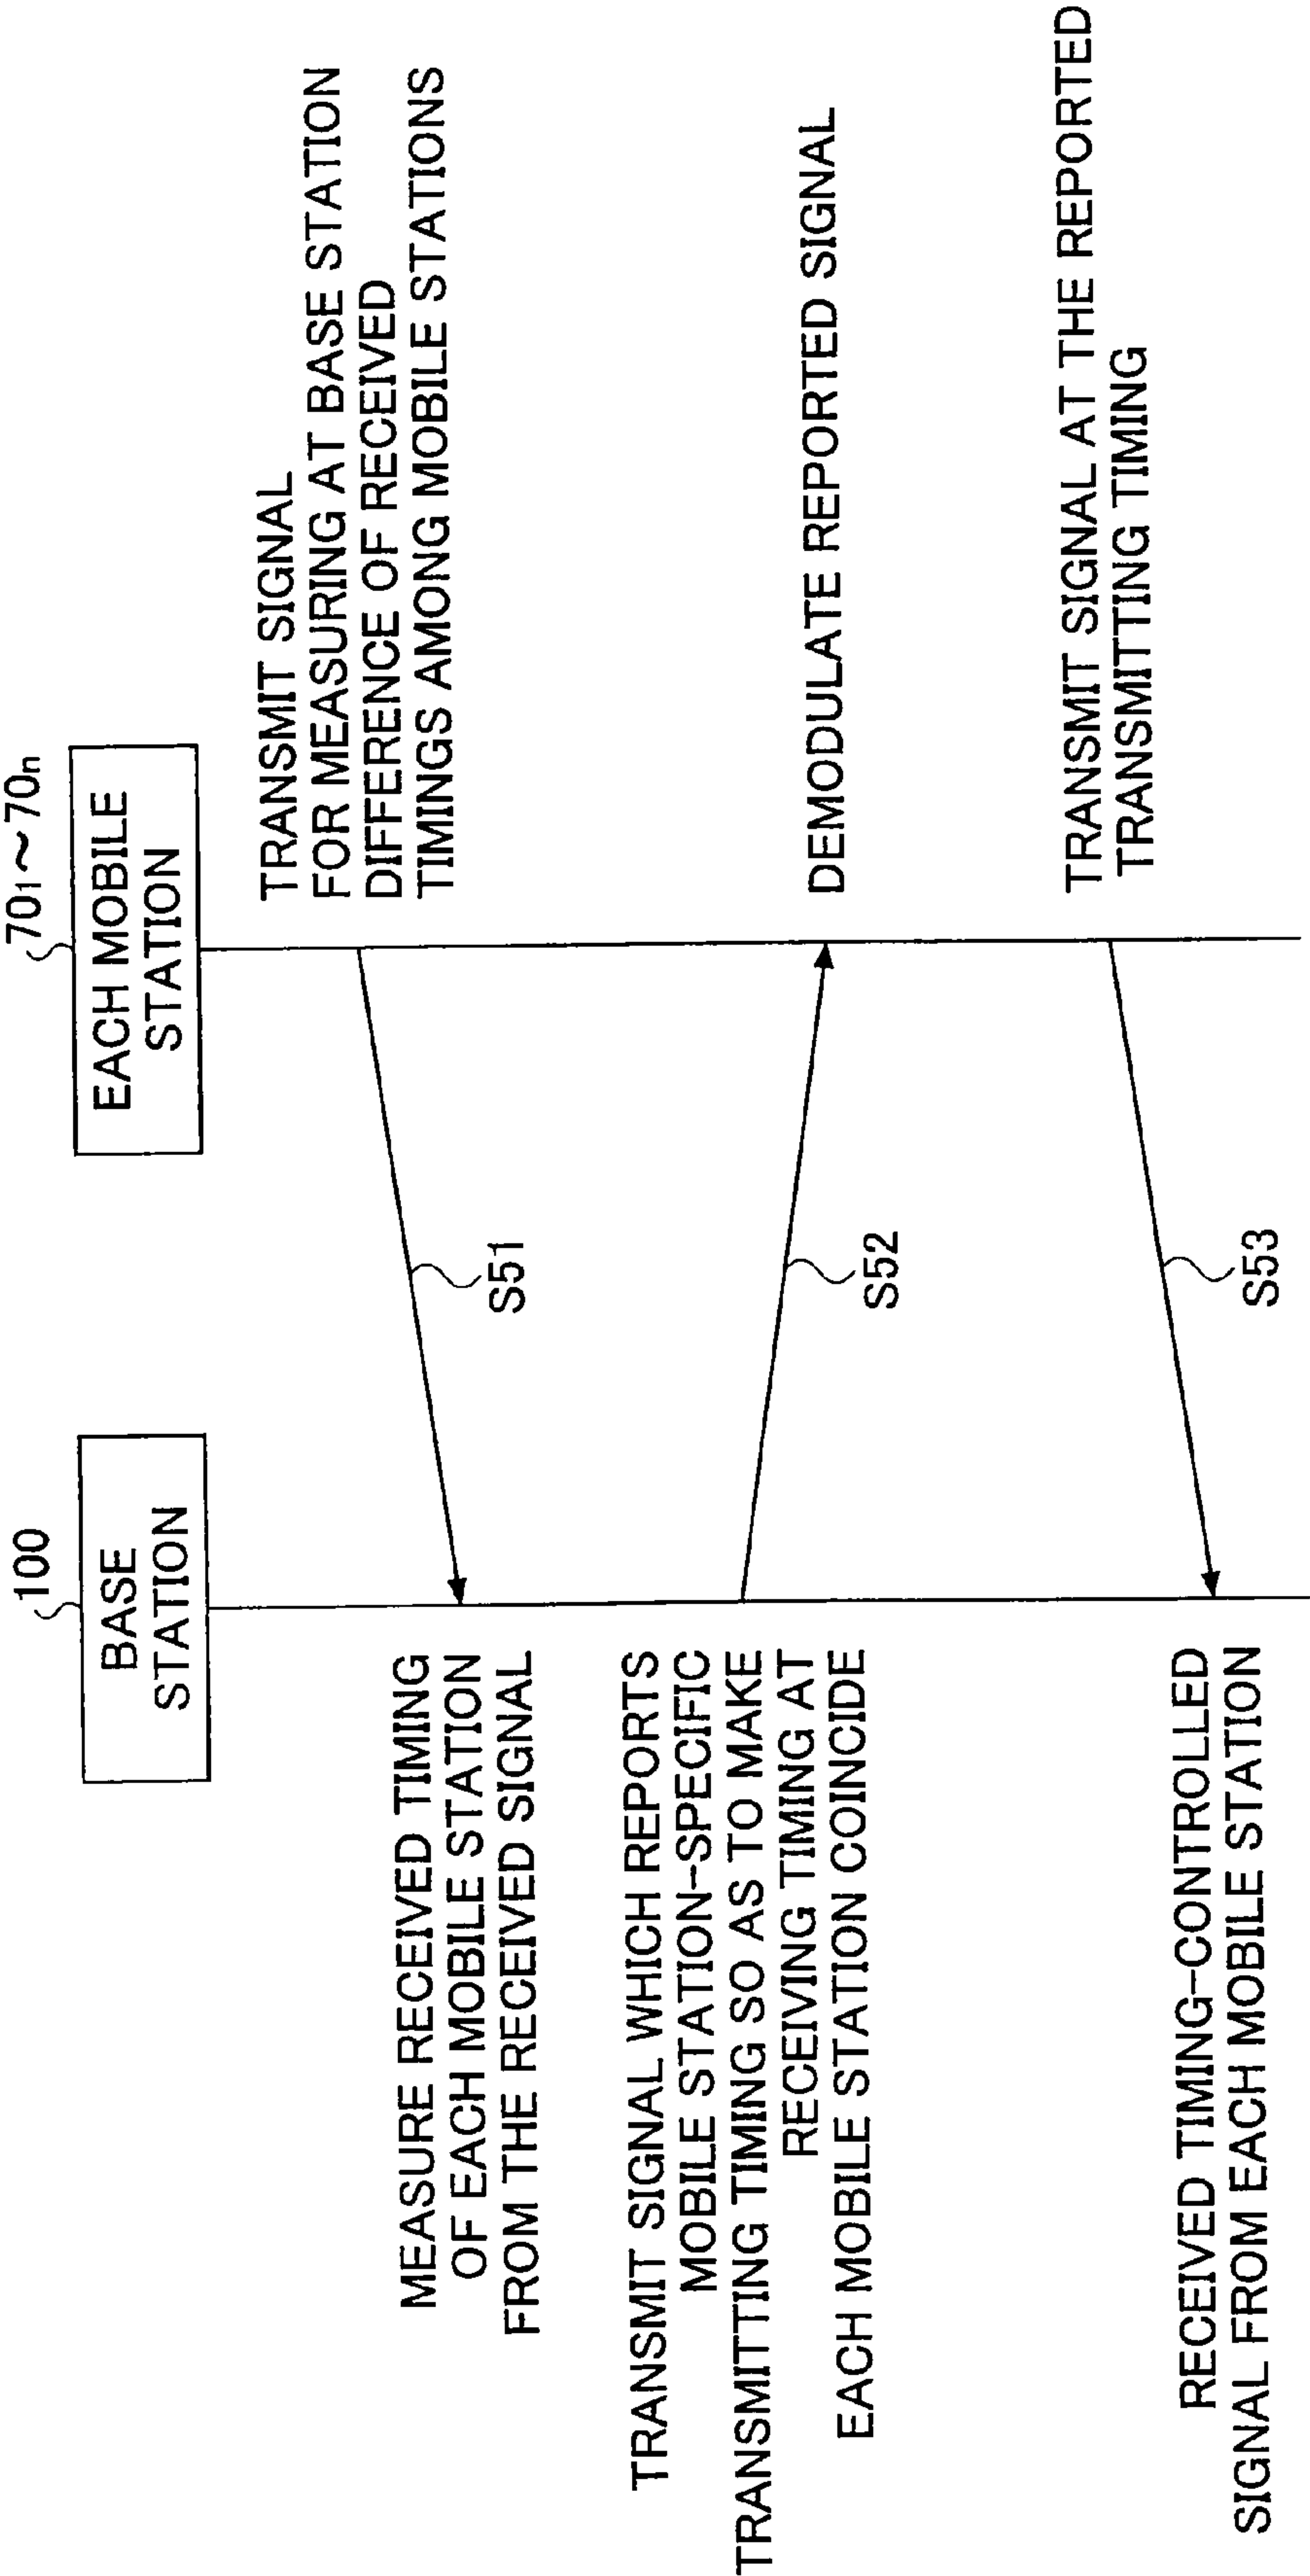 100
BASE
STATION
70₁~70ₙ
EACH MOBILE
STATION
TRANSMIT SIGNAL
FOR MEASURING AT BASE STATION
DIFFERENCE OF RECEIVED
TIMINGS AMONG MOBILE STATIONS
S51
MEASURE RECEIVED TIMING
OF EACH MOBILE STATION
FROM THE RECEIVED SIGNAL
TRANSMIT SIGNAL WHICH REPORTS
MOBILE STATION-SPECIFIC
TRANSMITTING TIMING SO AS TO MAKE
RECEIVING TIMING AT
EACH MOBILE STATION COINCIDE
S52
DEMODULATE REPORTED SIGNAL
TRANSMIT SIGNAL AT THE REPORTED
TRANSMITTING TIMING
S53
RECEIVED TIMING-CONTROLLED
SIGNAL FROM EACH MOBILE STATION